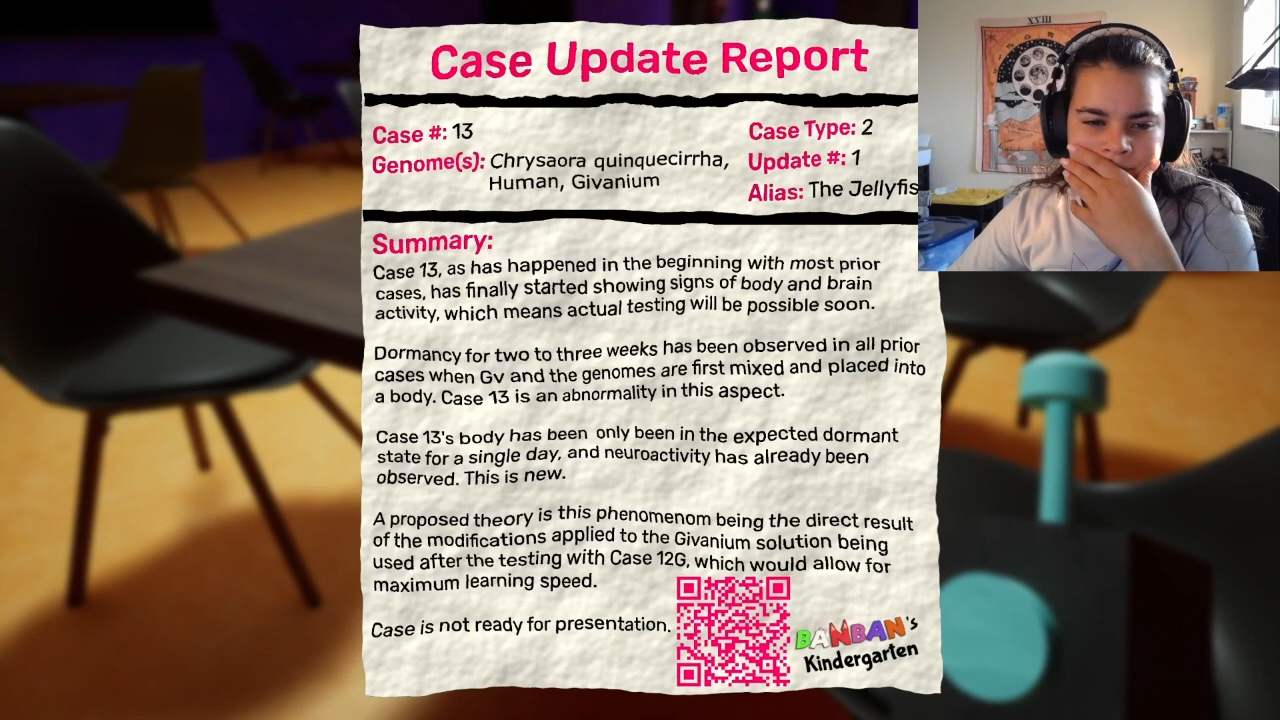 XVIII
Case Update Report
Case #: 13
Case Type: 2
Genome(s): Chrysaora quinquecirrha,
Human, Givanium
Update #: 1
Alias: The Jellyfis
Summary:
Case 13, as has happened in the beginning with most prior
cases, has finally started showing signs of body and brain
activity, which means actual testing will be possible soon.
Dormancy for two to three weeks has been observed in all prior
cases when Gv and the genomes are first mixed and placed into
a body. Case 13 is an abnormality in this aspect.
Case 13's body has been only been in the expected dormant
state for a single day, and neuroactivity has already been
observed. This is new.
A proposed theory is this phenomenom being the direct result
of the modifications applied to the Givanium solution being
used after the testing with Case 12G, which would allow for
maximum learning speed.
Case is not ready for presentation.
BANBAN's
Kindergarten